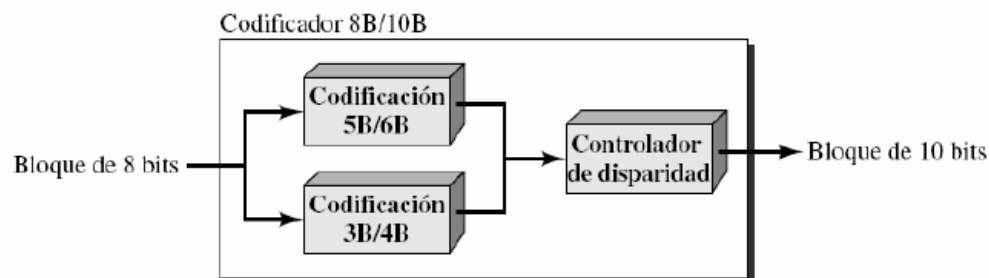 Codificador 8B/10B
Codificación
5B/6B
Bloque de 8 bits
Codificación
3B/4B
Controlador
de disparidad
Bloque de 10 bits